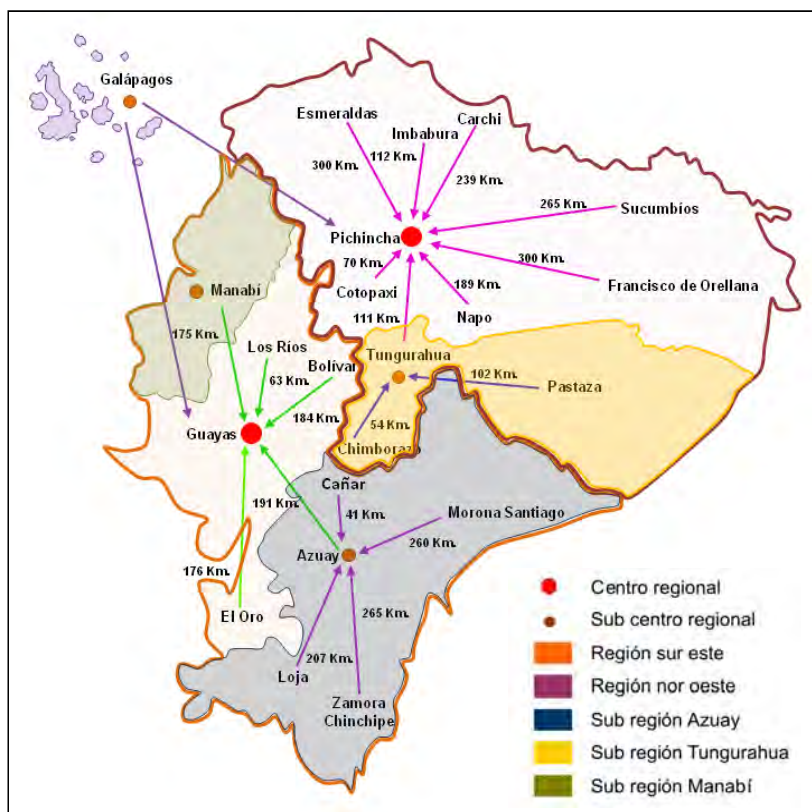 Galápagos
Esmeraldas
Carchi
Imbabura
112 Km.
300 Km.
239 Km.
265 Km.
Sucumbíos
Pichincha
70 Km.
300 Km.
189 Km.
Francisco de Orellana
Cotopaxi
Napo
111 Km.
Manabí
175 Km.
Los Ríos
Bolívar
63 Km.
Tungurahua
102 Km.
Pastaza
184 Km.
54 Km.
Guayas
Chimborazo
Cañar
191 Km.
41 Km.
Morona Santiago
260 Km.
Azuay
176 Km.
El Oro
265 Km.
207 Km.
Loja
Zamora
Chinchipe
Centro regional
Sub centro regional
Región sur este
Región nor oeste
Sub región Azuay
Sub región Tungurahua
Sub región Manabí